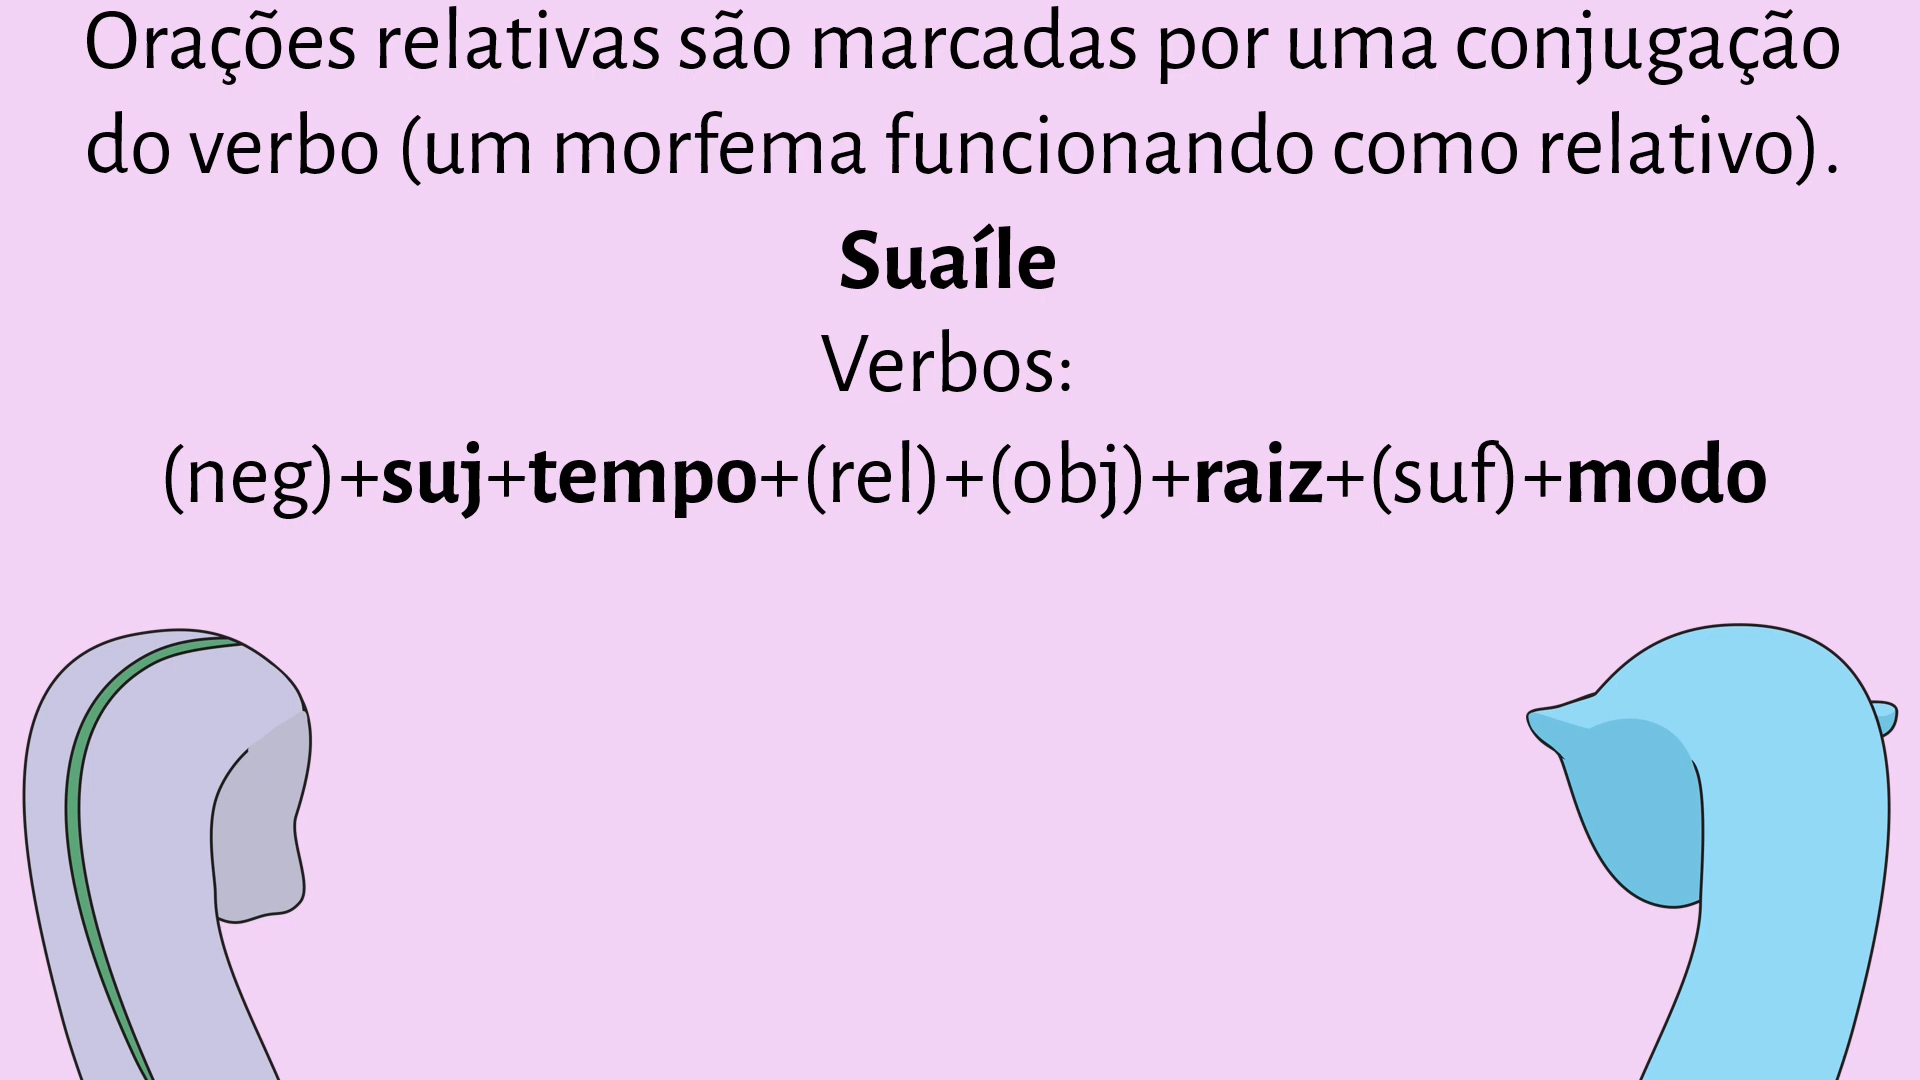 Orações relativas são marcadas por uma conjugação
do verbo (um morfema funcionando como relativo).
Suaíle
Verbos:
(neg)+suj+tempo+(rel)+(obj)+raiz+(suf)+modo